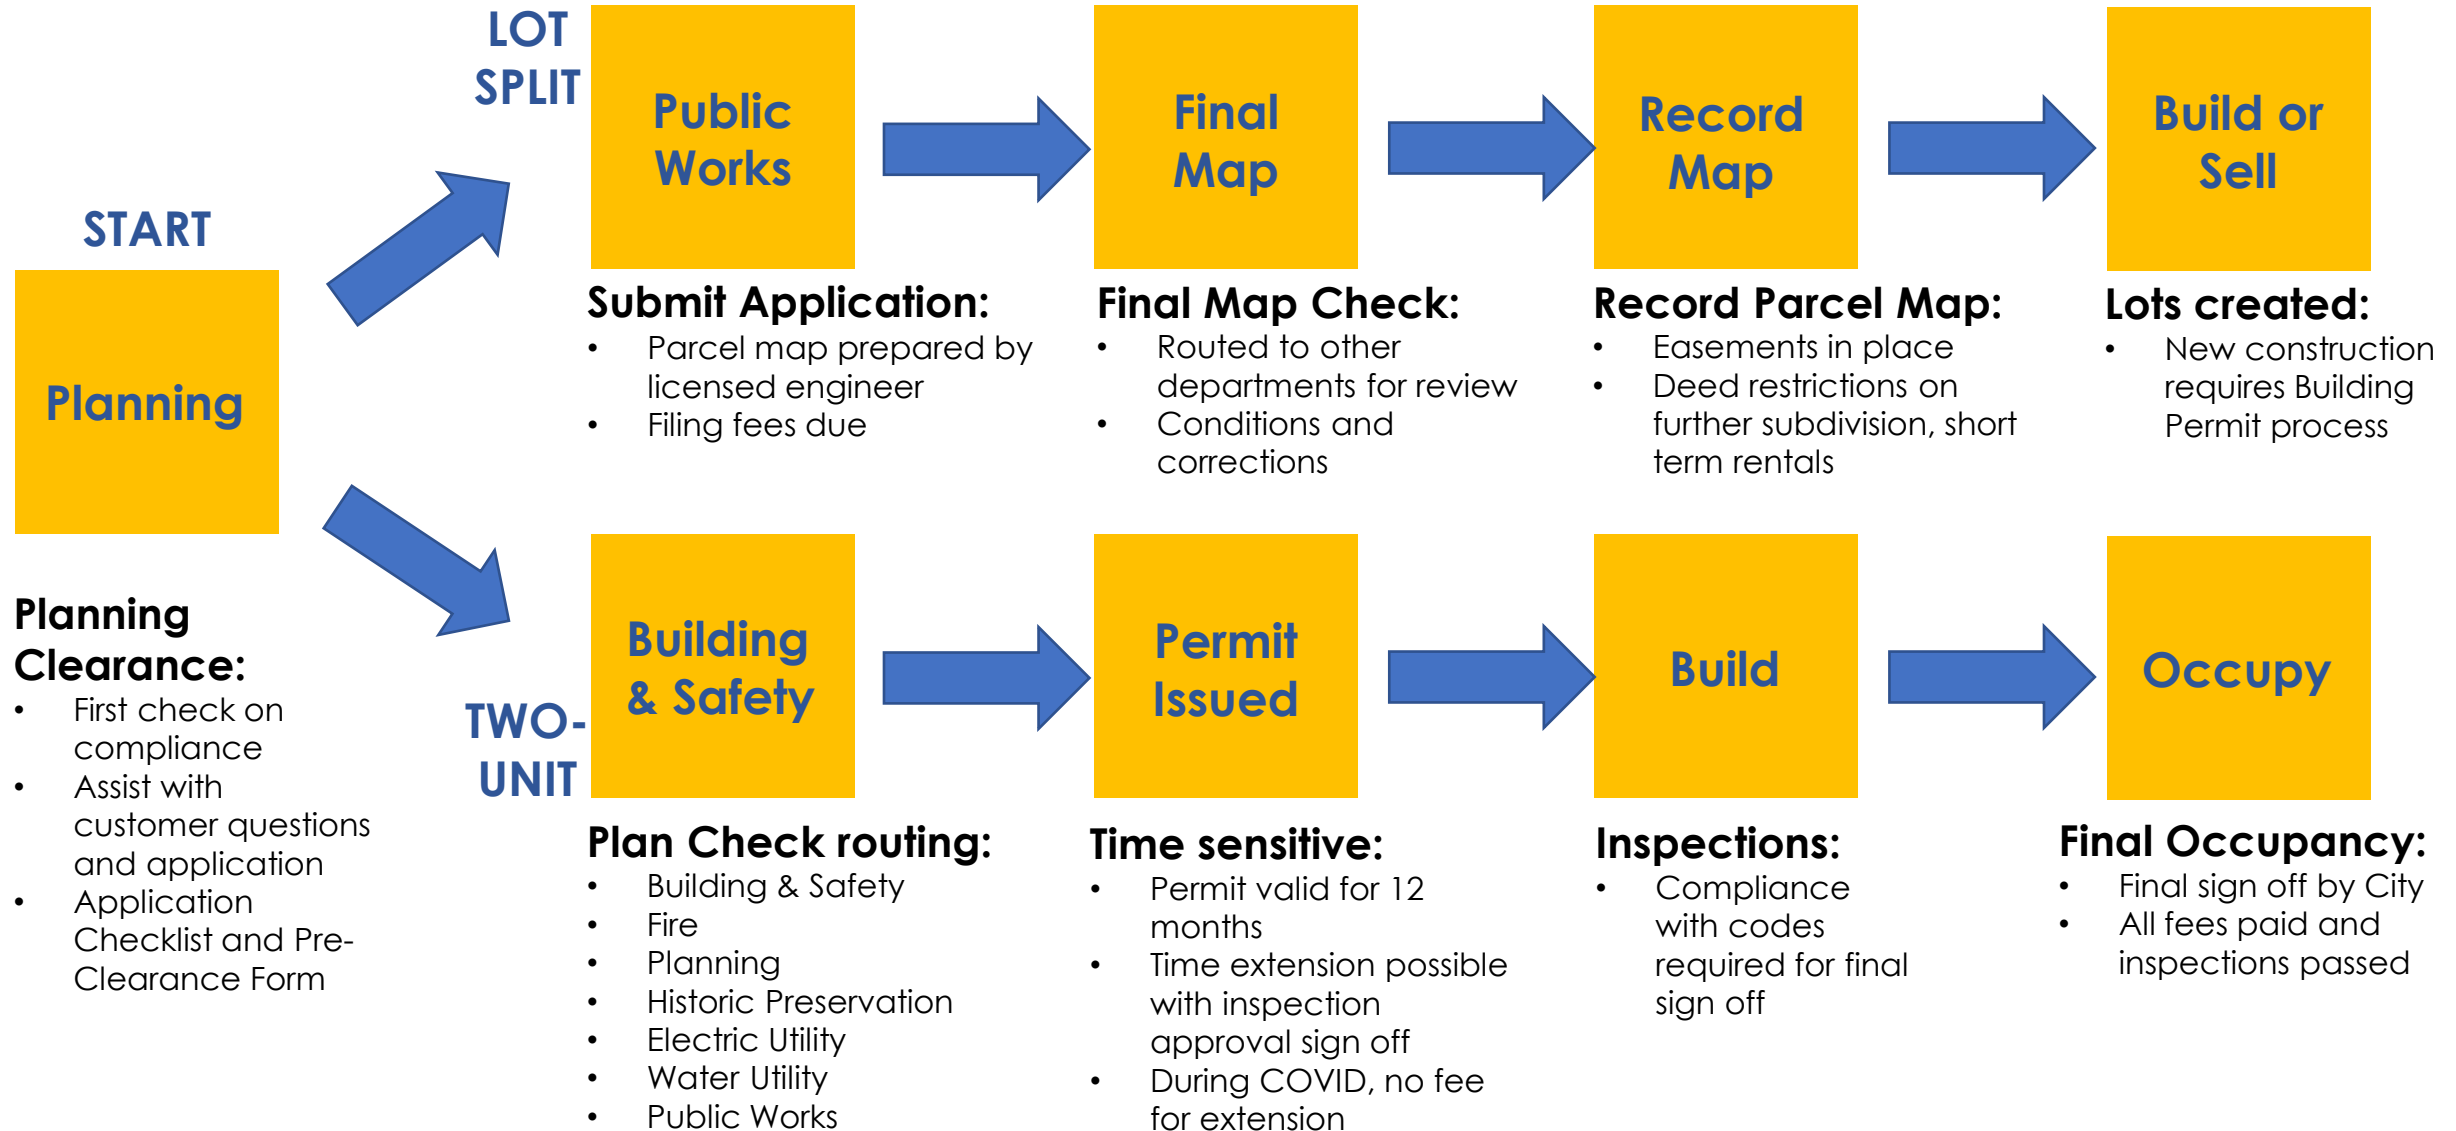 START
Planning
Planning
Clearance:
• First check on
compliance
• Assist with
customer questions
and application
• Application
Checklist and Pre-
Clearance Form
LOT
SPLIT
Public
Works
Submit Application:
• Parcel map prepared by
licensed engineer
• Filing fees due
Final
Map
Final Map Check:
• Routed to other
departments for review
• Conditions and
corrections
Record
Map
Record Parcel Map:
• Easements in place
• Deed restrictions on
further subdivision, short
term rentals
Build or
Sell
Lots created:
• New construction
requires Building
Permit process
TWO-
UNIT
Building
& Safety
Plan Check routing:
• Building & Safety
• Fire
• Planning
• Historic Preservation
• Electric Utility
• Water Utility
• Public Works
Permit
Issued
Time sensitive:
• Permit valid for 12
months
• Time extension possible
with inspection
approval sign off
• During COVID, no fee
for extension
Build
Inspections:
• Compliance
with codes
required for final
sign off
Occupy
Final Occupancy:
• Final sign off by City
• All fees paid and
inspections passed